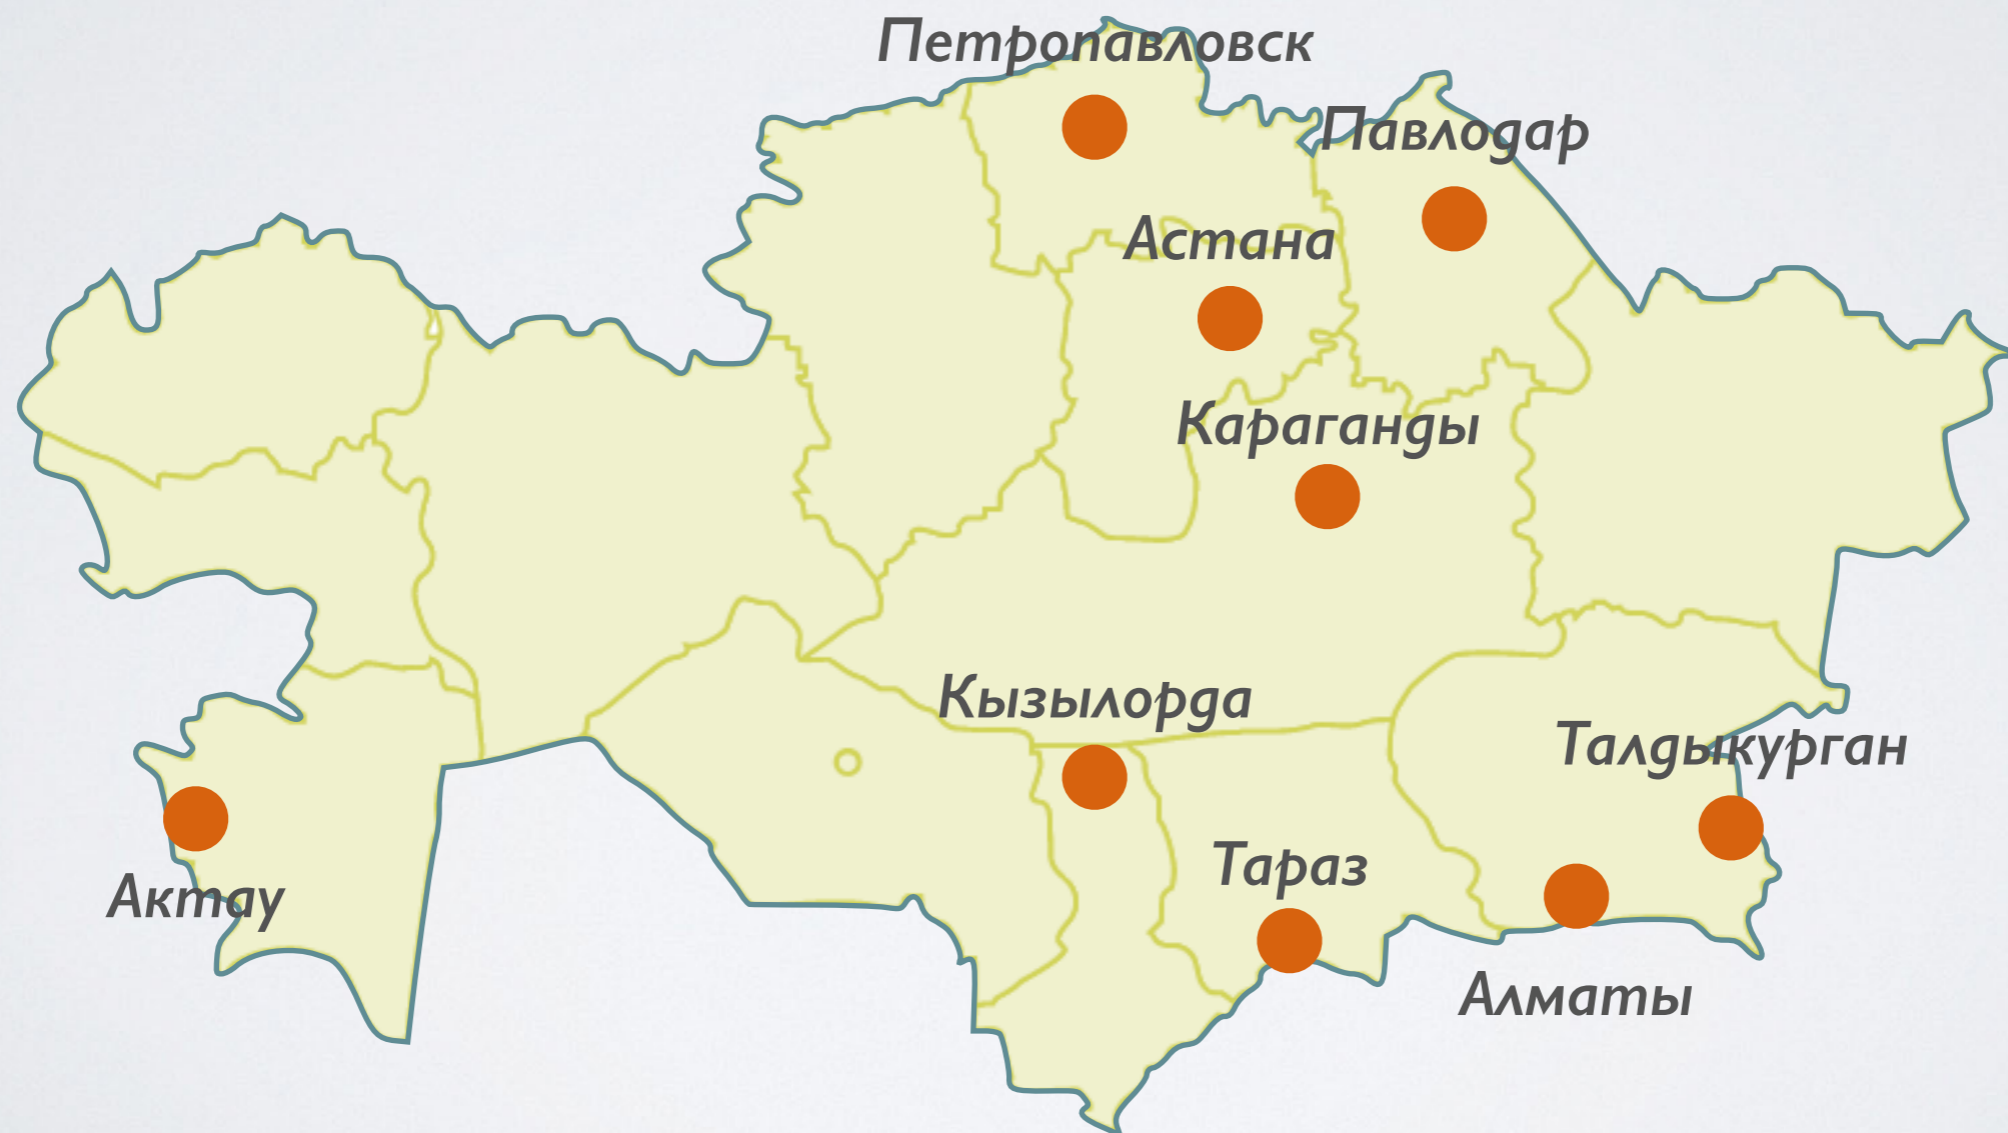 Петропавловск
Павлодар
Астана
Караганды
Кызылорда
Талдыкурган
Тараз
Актау
Алматы